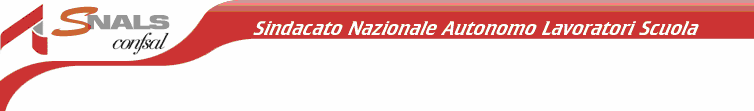 SNALS
confsal
Sindacato Nazionale Autonomo Lavoratori Scuola